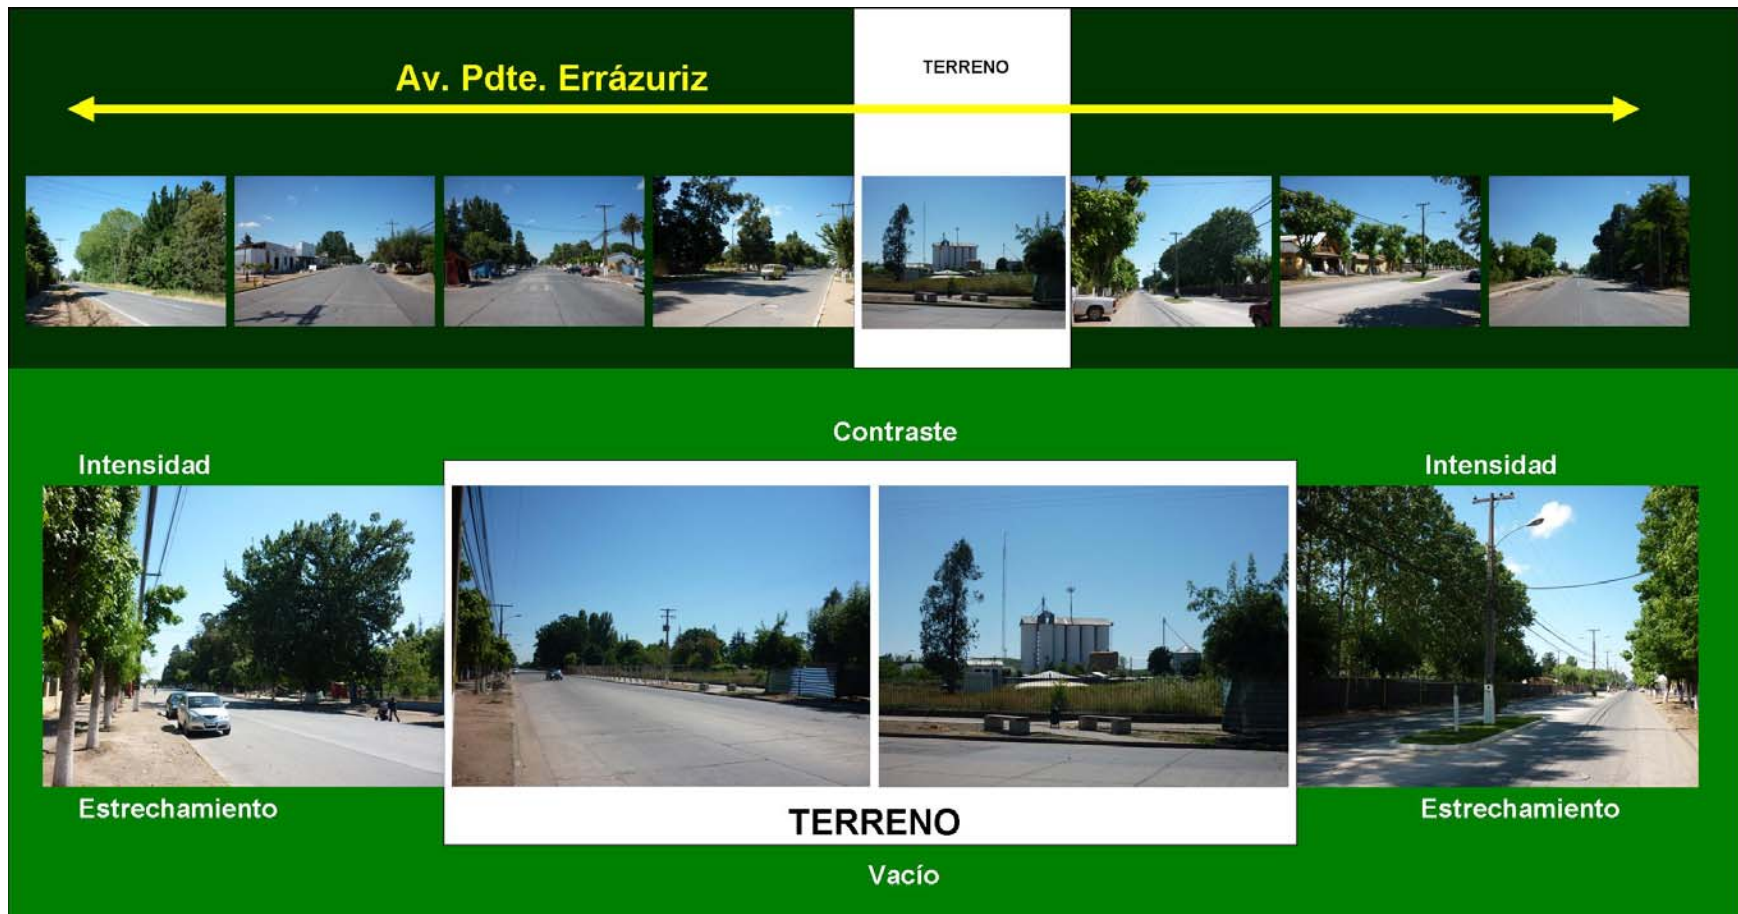 Av. Pdte. Errázuriz
TERRENO
Contraste
Intensidad
Intensidad
Estrechamiento
TERRENO
Estrechamiento
Vacío